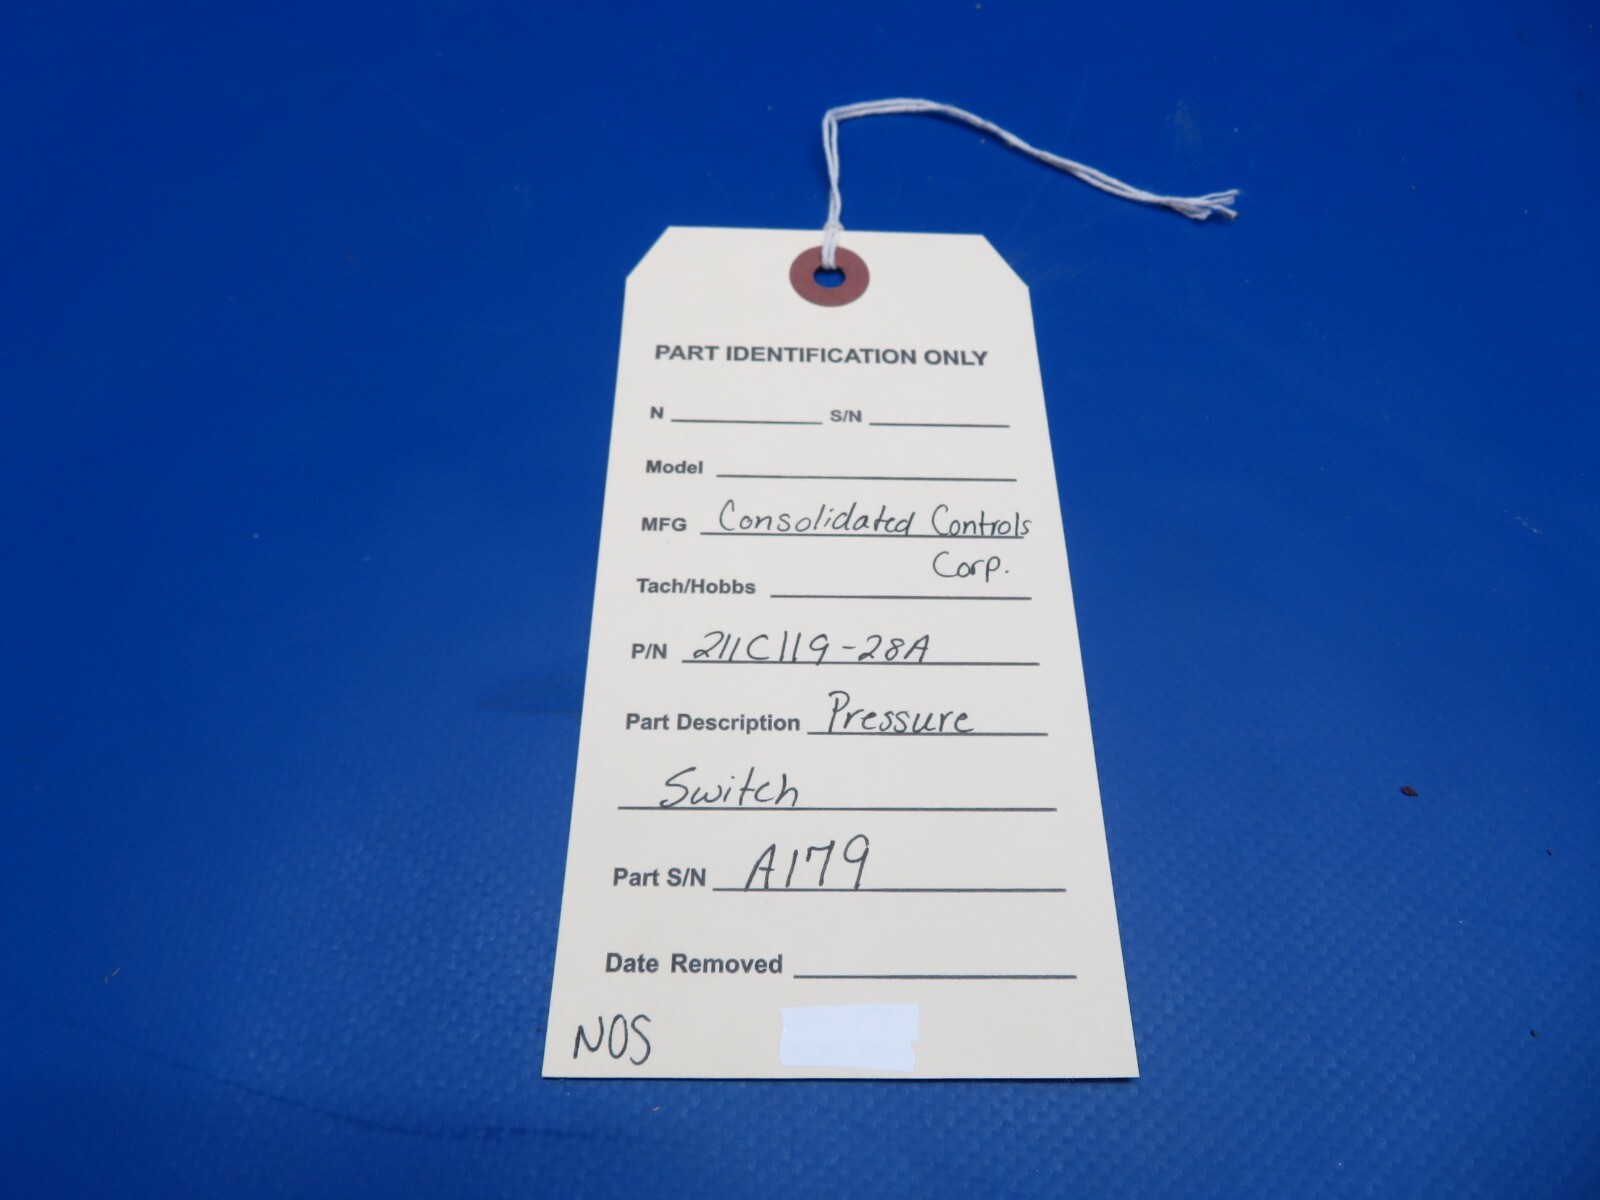 PART IDENTIFICATION ONLY
N S/N
Model
MFG Consolidated Controls
Corp.
Tach/Hobbs
P/N 211C119-28A
Part Description Pressure
Switch
Part S/N A179
Date Removed
NOS